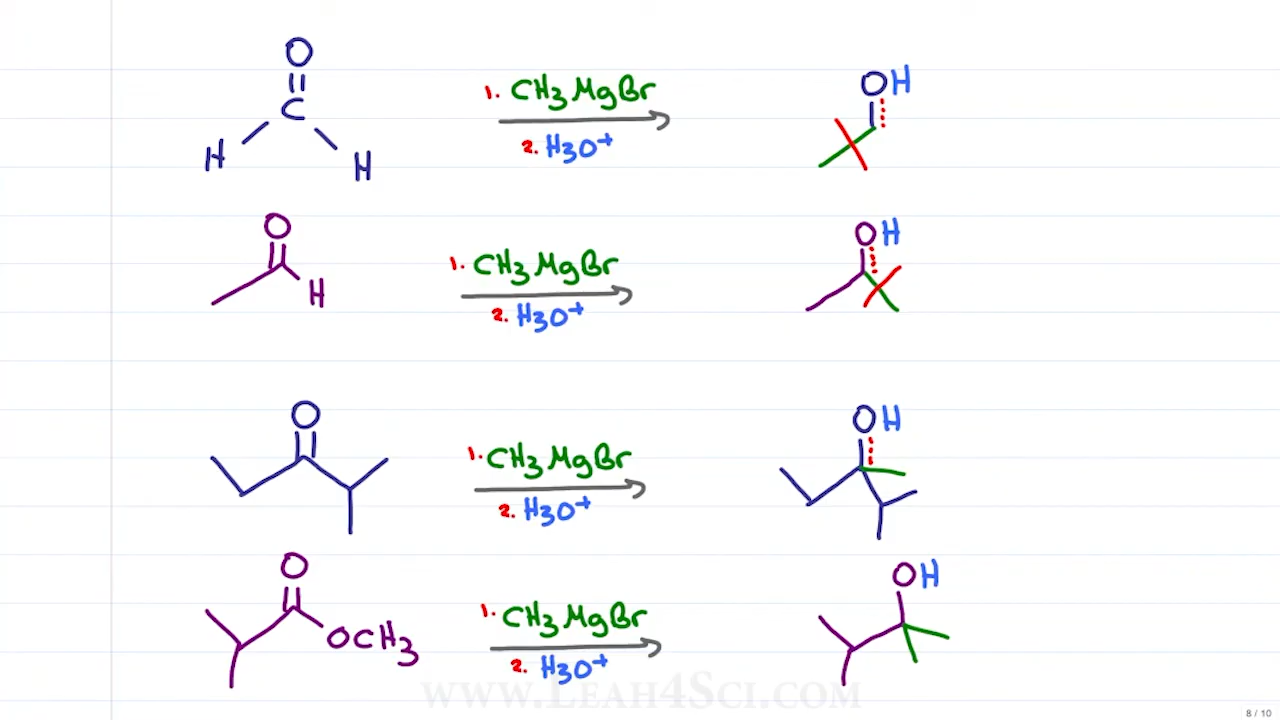 O
C
H H
1. CH3MgBr
2. H3O+
OH
O
H
1. CH3MgBr
2. H3O+
OH
O
1. CH3MgBr
2. H3O+
OH
O
OCH3
1. CH3MgBr
2. H3O+
OH
www.Leah4Sci.com
8 / 10